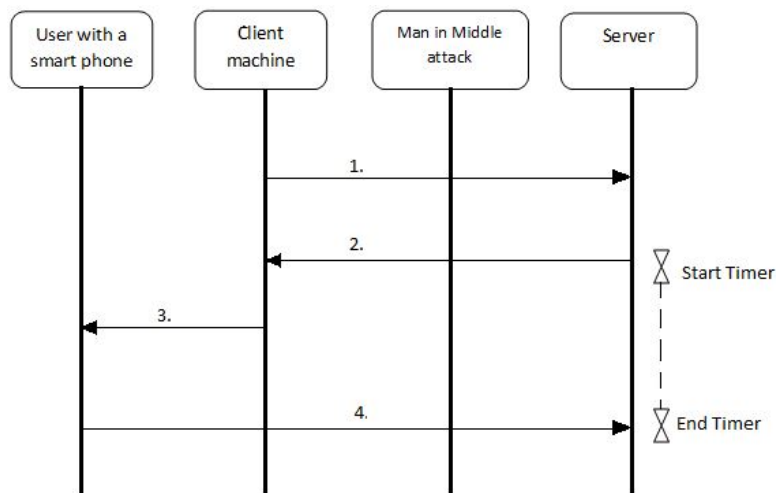 User with a
smart phone
Client
machine
Man in Middle
attack
Server
1.
2.
Start Timer
3.
4.
End Timer